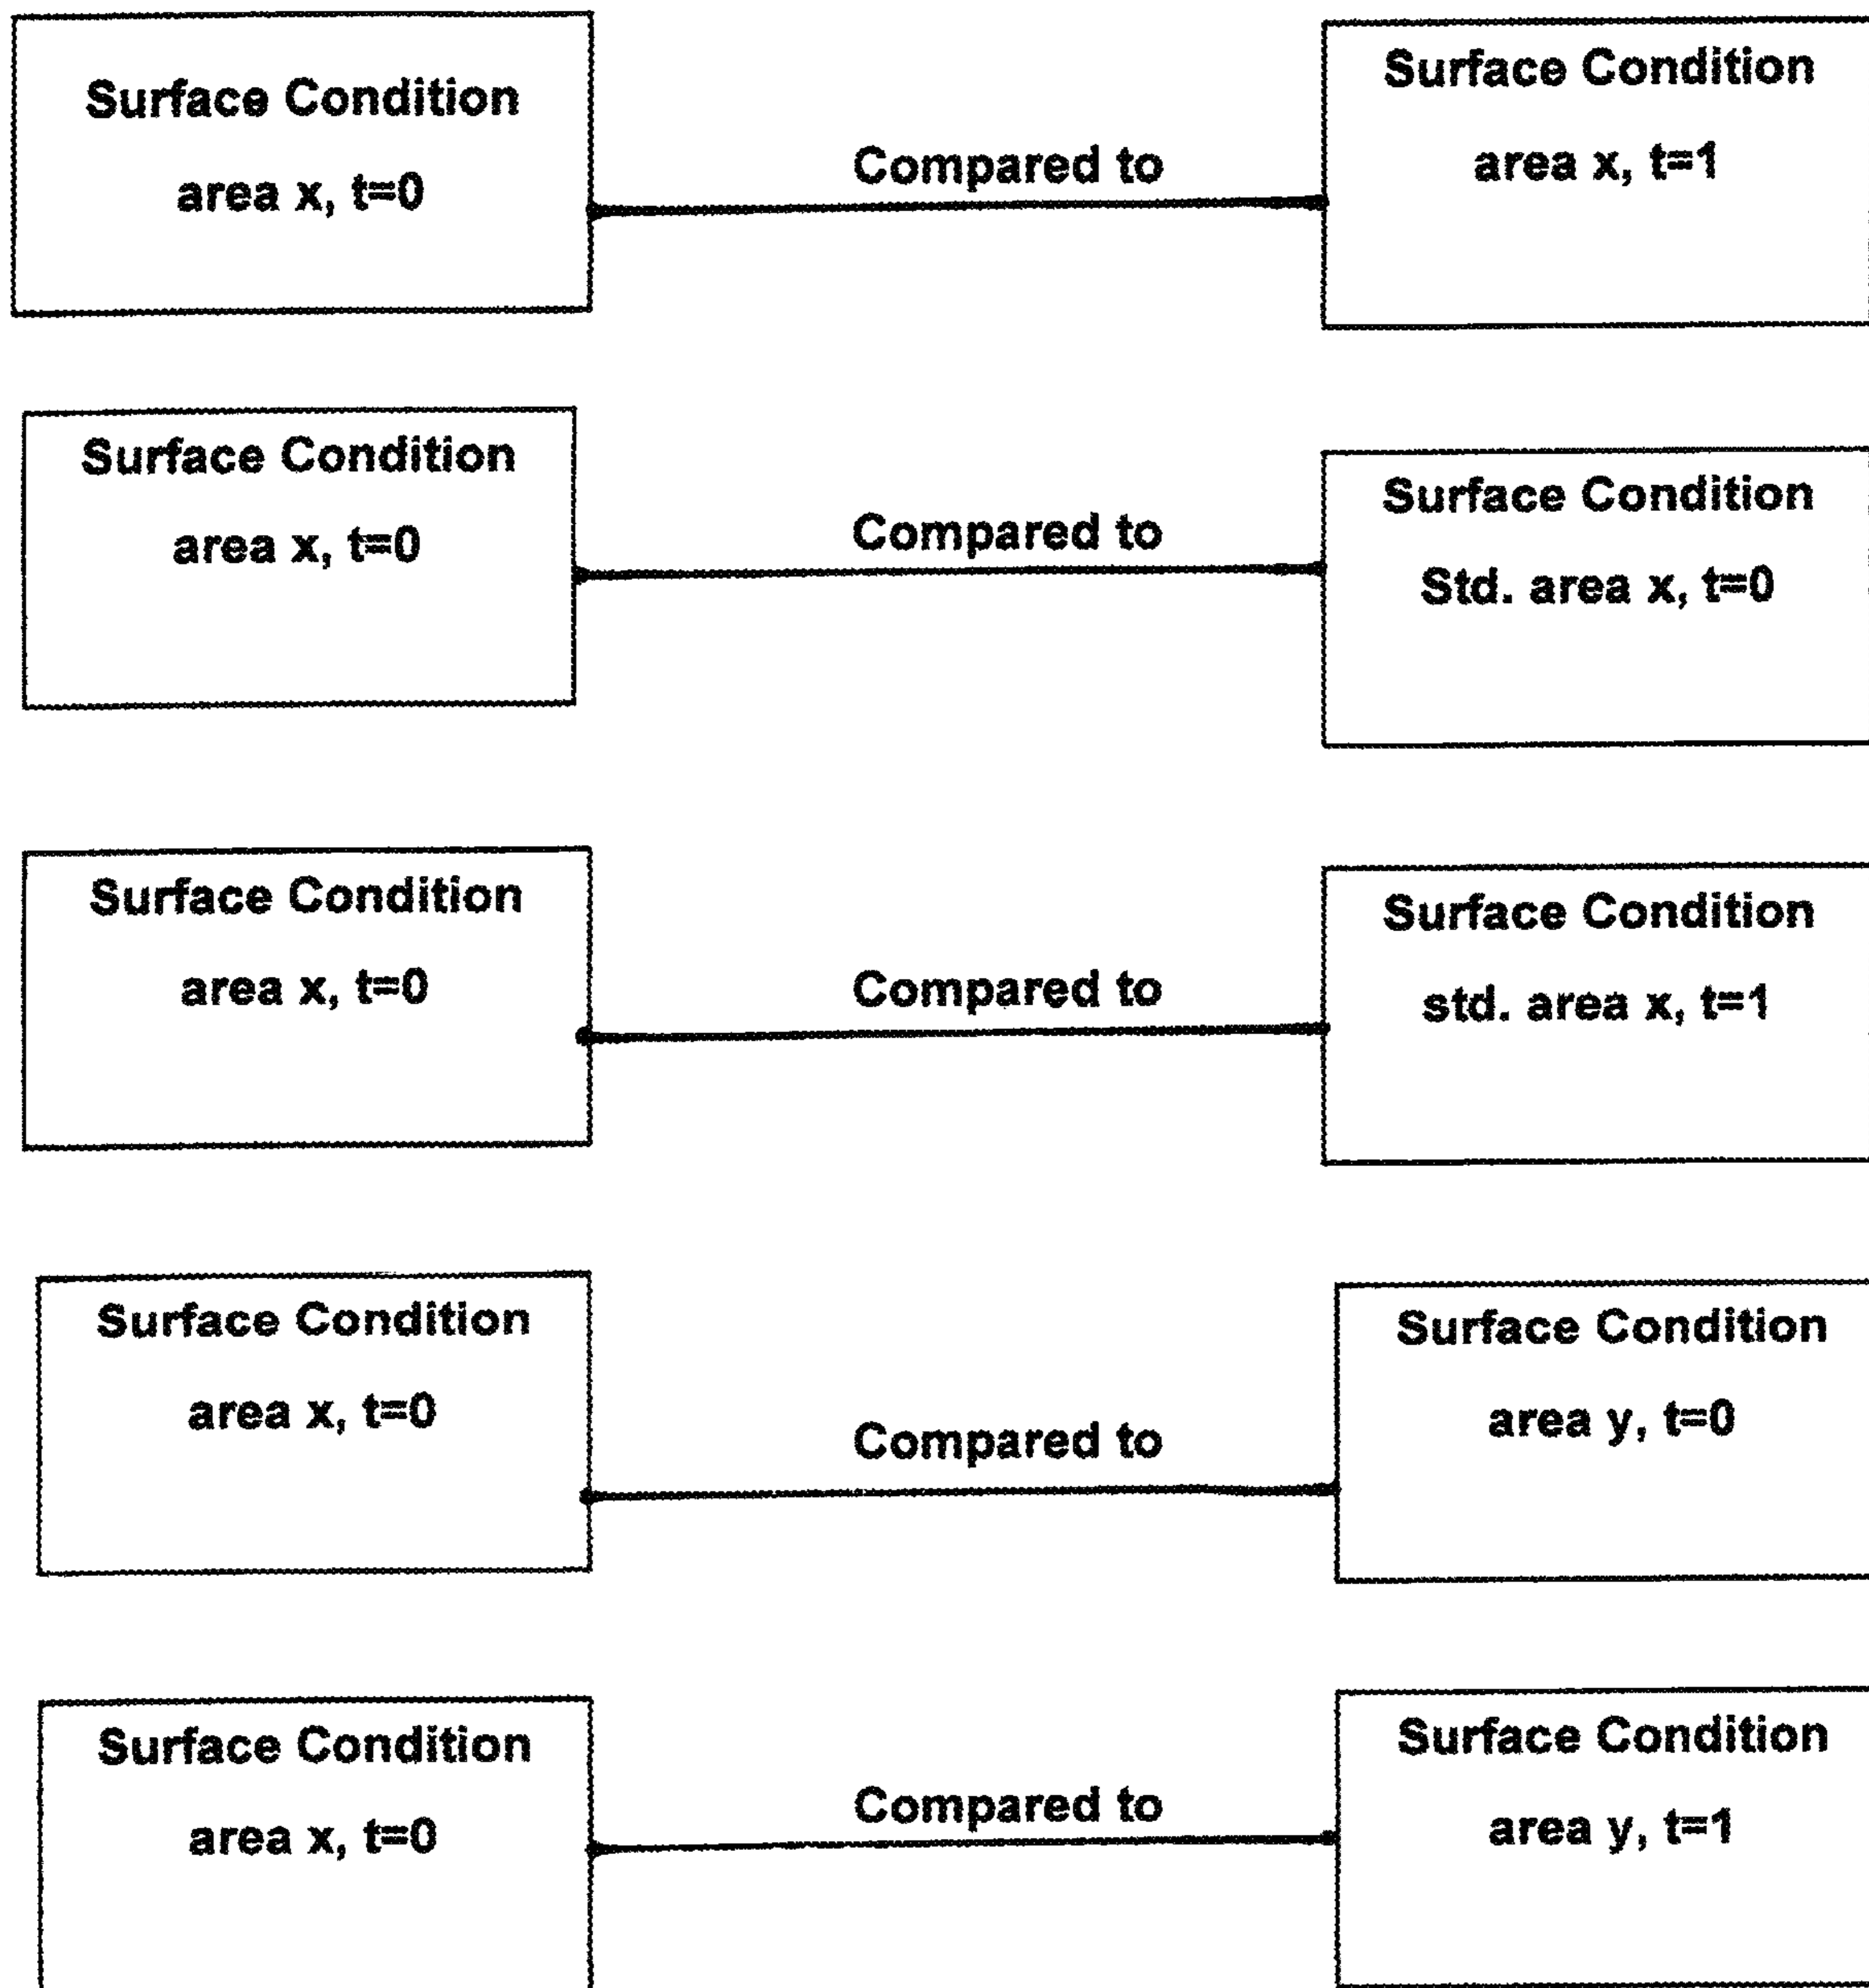 Surface Condition
area x, t=0
Compared to
Surface Condition
area x, t=1
Surface Condition
area x, t=0
Compared to
Surface Condition
Std. area x, t=0
Surface Condition
area x, t=0
Compared to
Surface Condition
std. area x, t=1
Surface Condition
area x, t=0
Compared to
Surface Condition
area y, t=0
Surface Condition
area x, t=0
Compared to
Surface Condition
area y, t=1